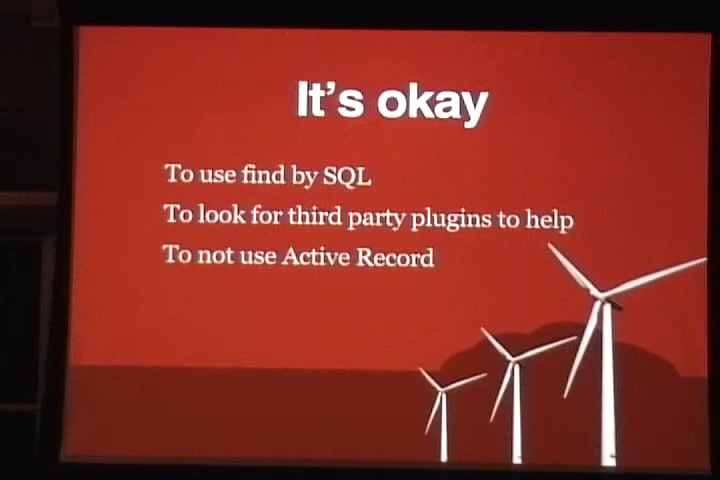 It's okay
To use find by SQL
To look for third party plugins to help
To not use Active Record